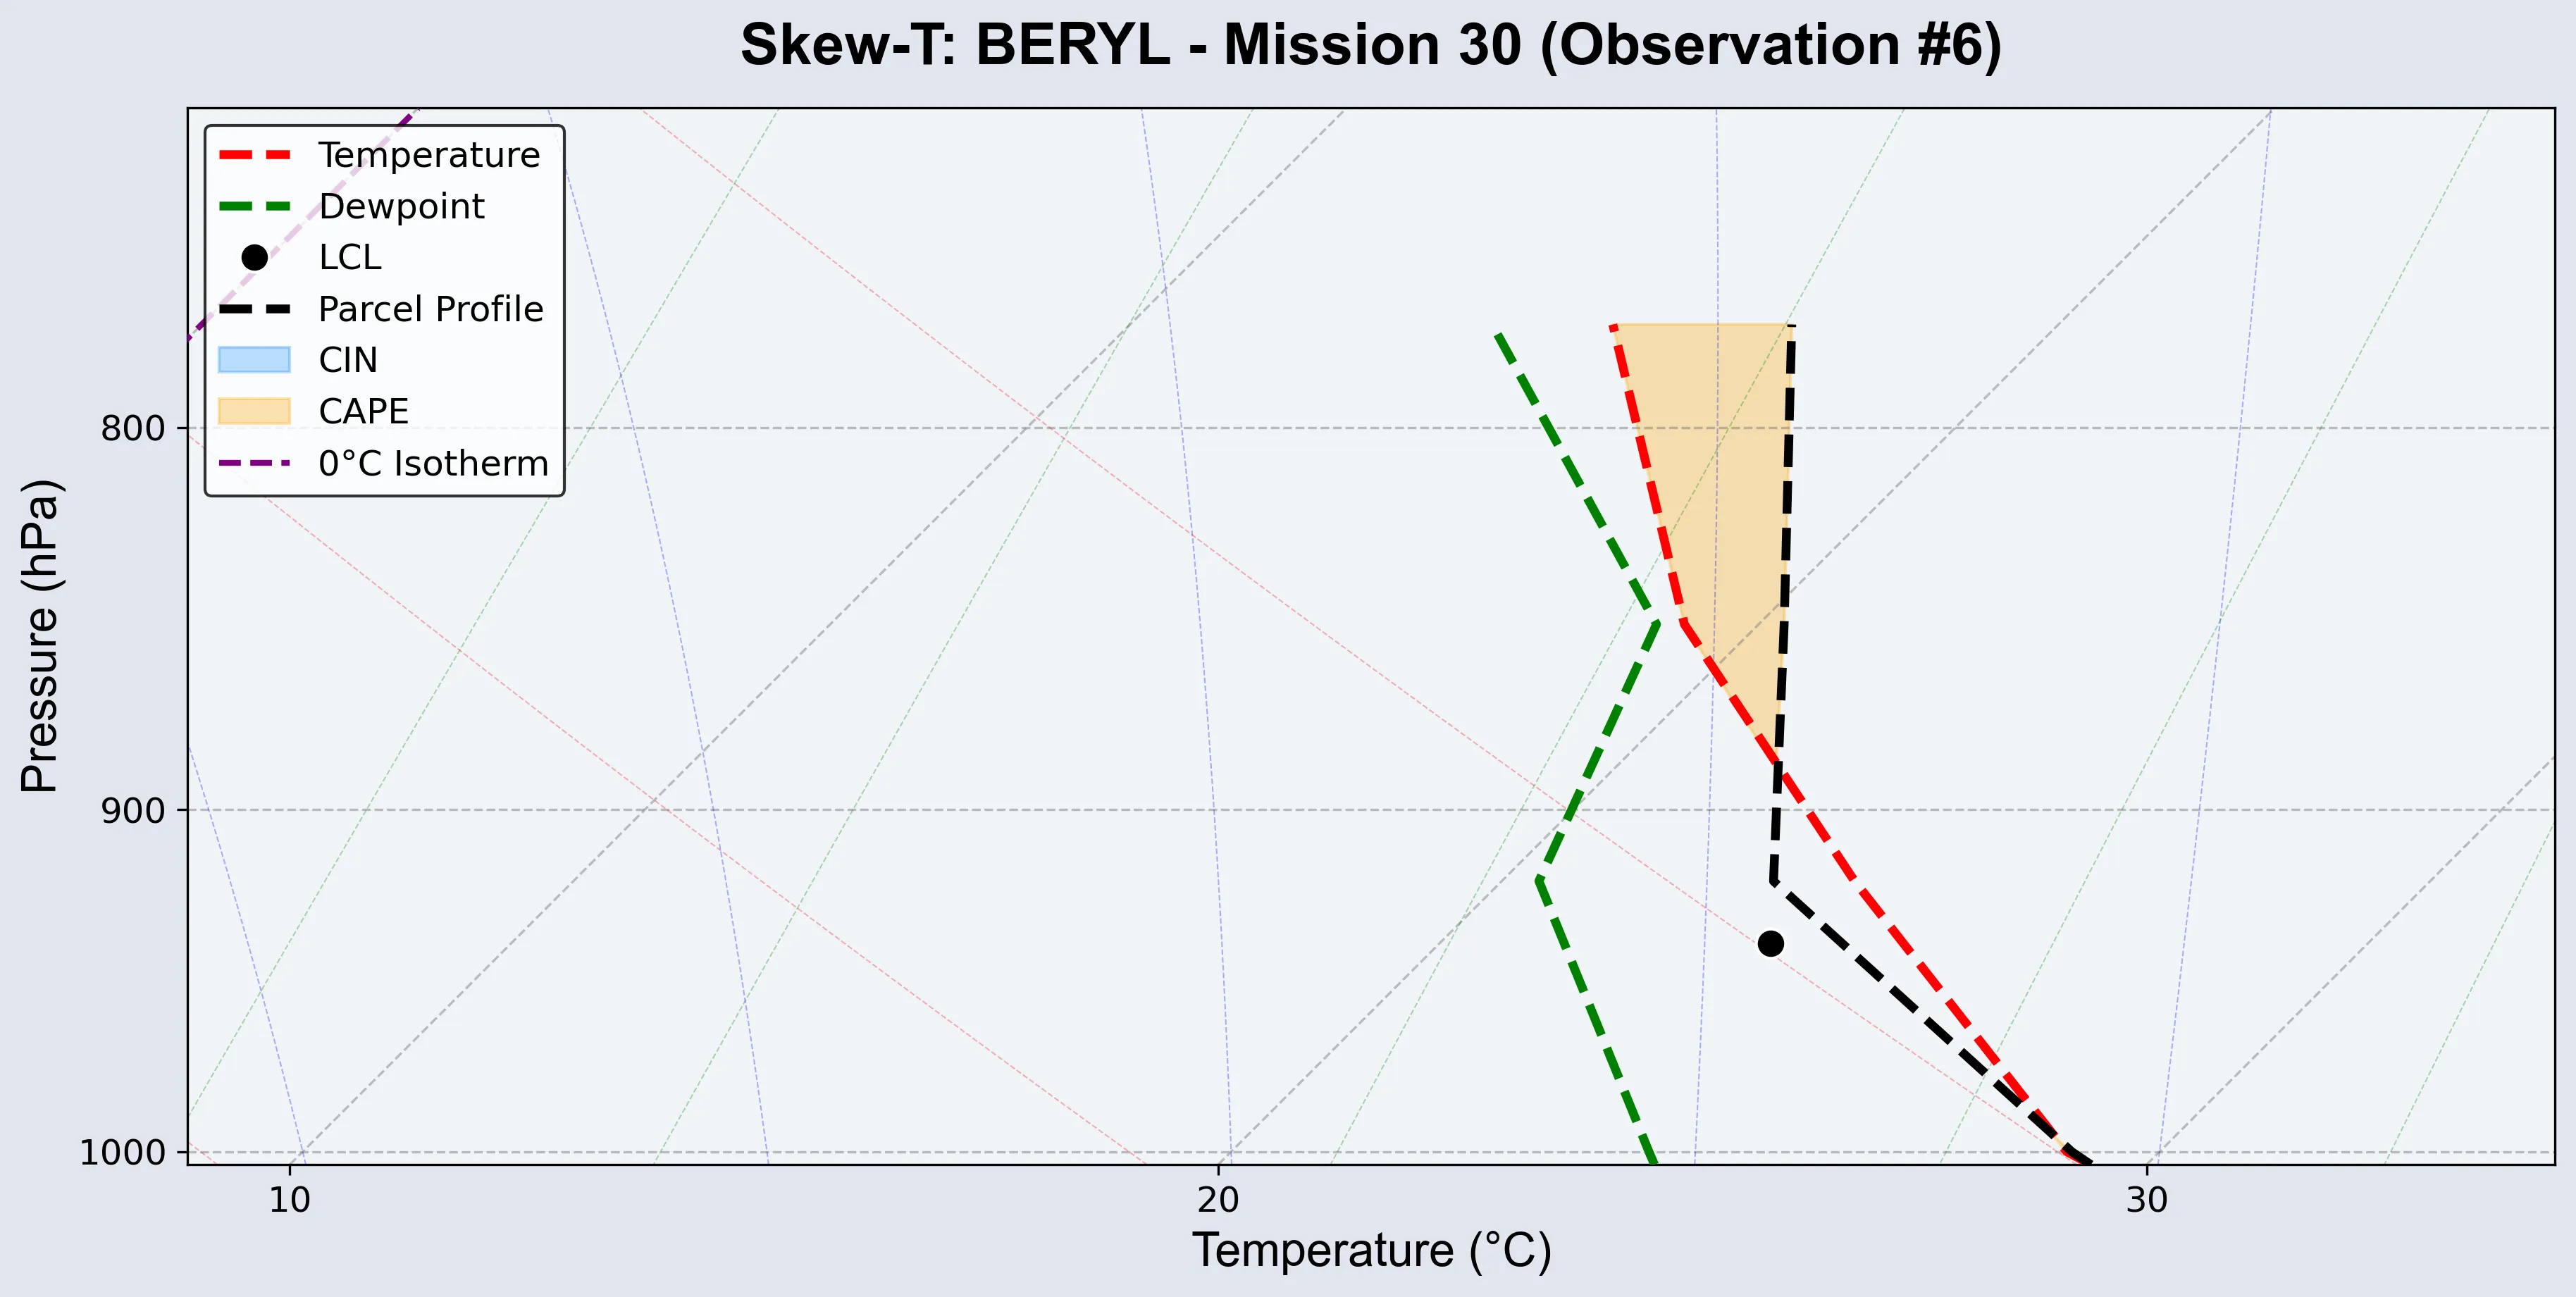 Skew-T: BERYL - Mission 30 (Observation #6)
Temperature
Dewpoint
LCL
Parcel Profile
CIN
CAPE
0°C Isotherm
Pressure (hPa)
800
900
1000
10
20
30
Temperature (°C)